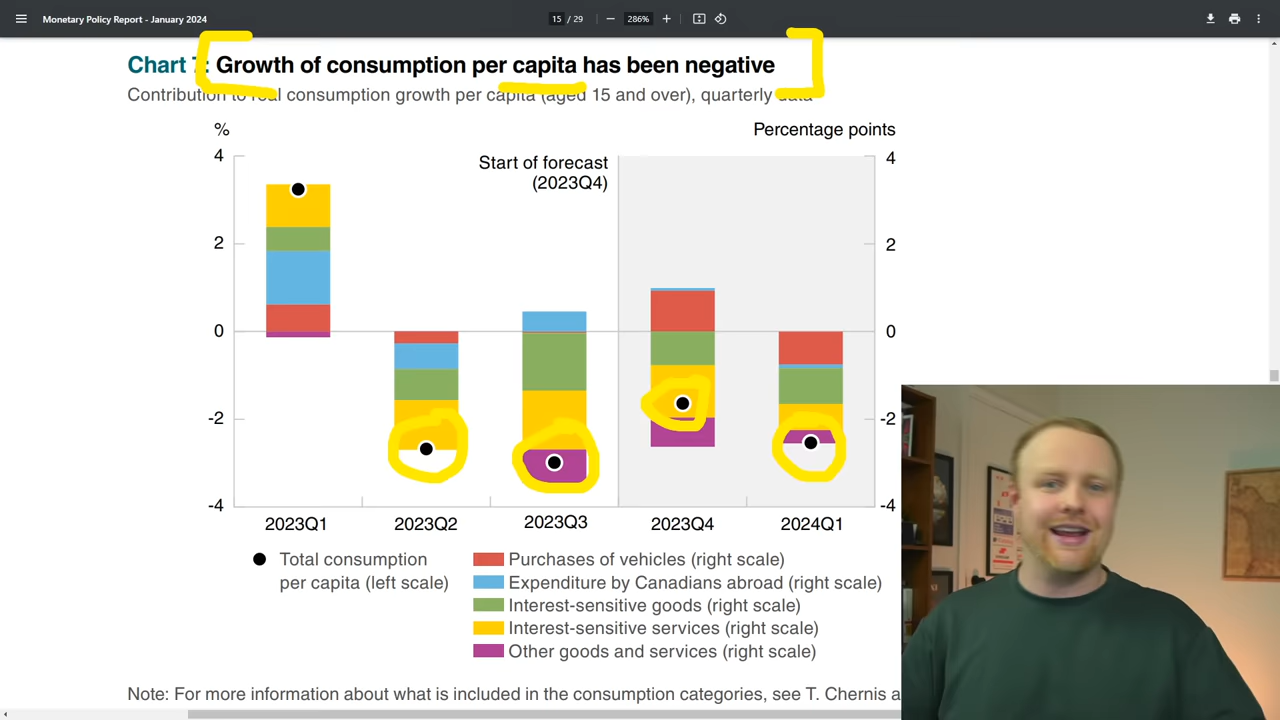 Monetary Policy Report - January 2024
15 / 29
286%
Chart 7: Growth of consumption per capita has been negative
Contribution to real consumption growth per capita (aged 15 and over), quarterly data
%
Percentage points
4
Start of forecast
(2023Q4)
4
2
2
0
0
-2
-2
-4
-4
2023Q1
2023Q2
2023Q3
2023Q4
2024Q1
Total consumption
per capita (left scale)
Purchases of vehicles (right scale)
Expenditure by Canadians abroad (right scale)
Interest-sensitive goods (right scale)
Interest-sensitive services (right scale)
Other goods and services (right scale)
Note: For more information about what is included in the consumption categories, see T. Chernis a